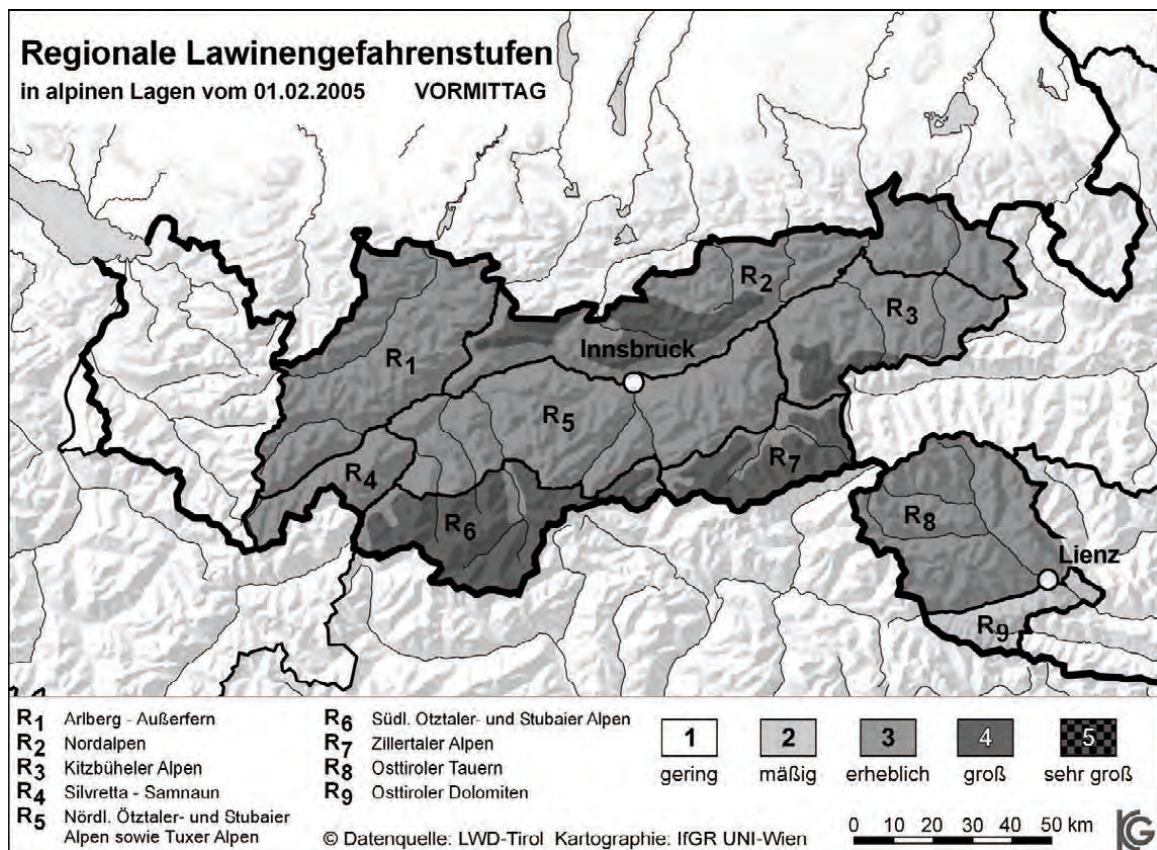 Regionale Lawinengefahrenstufen
in alpinen Lagen vom 01.02.2005 VORMITTAG
R2
R3
Innsbruck
R1
R5
R4
R7
R6
R8
Lienz
R9
R1 Arlberg - Außerfern
R2 Nordalpen
R3 Kitzbüheler Alpen
R4 Silvretta - Samnaun
R5 Nördl. Ötztaler- und Stubaier
Alpen sowie Tuxer Alpen
R6 Südl. Ötztaler- und Stubaier Alpen
R7 Zillertaler Alpen
R8 Osttiroler Tauern
R9 Osttiroler Dolomiten
1 2 3 4 5
gering mäßig erheblich groß sehr groß
© Datenquelle: LWD-Tirol Kartographie: IfGR UNI-Wien
0 10 20 30 40 50 km